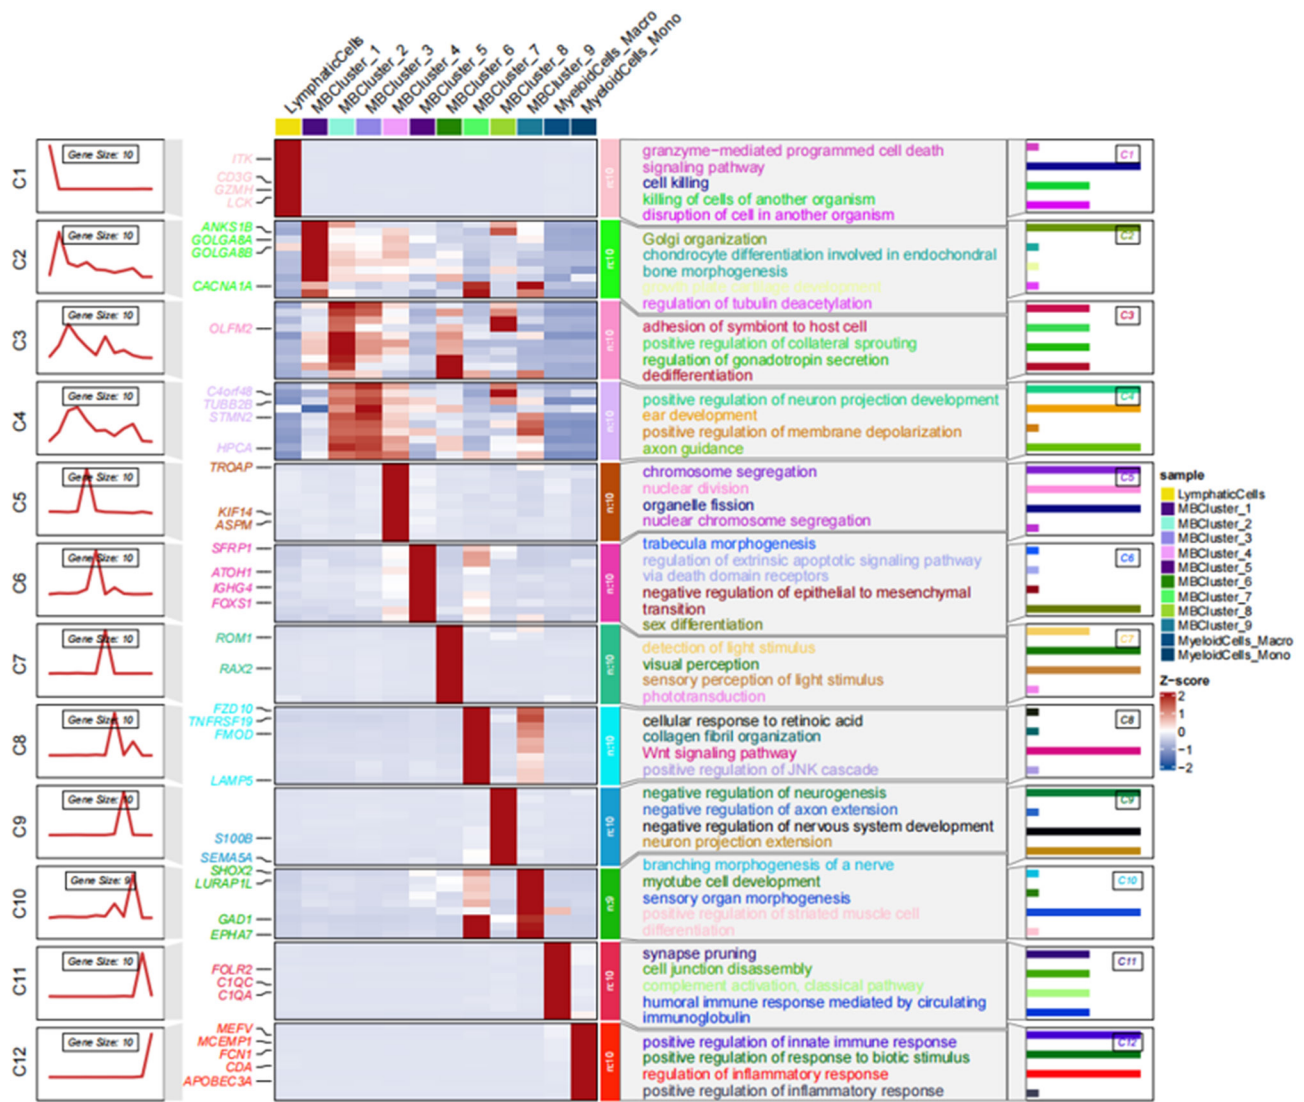 LymphaticCells
MBCluster_1
MBCluster_2
MBCluster_3
MBCluster_4
MBCluster_5
MBCluster_6
MBCluster_7
MBCluster_8
MBCluster_9
MyeloidCells_Macro
MyeloidCells_Mono
C1
Gene Size: 10
ITK
CD3G
GZMH
LCK
n:10
granzyme-mediated programmed cell death
signaling pathway
cell killing
killing of cells of another organism
disruption of cell in another organism
C1
C2
Gene Size: 10
ANKS1B
GOLGA8A
GOLGA8B
CACNA1A
n:10
Golgi organization
chondrocyte differentiation involved in endochondral
bone morphogenesis
growth plate cartilage development
regulation of tubulin deacetylation
C2
C3
Gene Size: 10
OLFM2
n:10
adhesion of symbiont to host cell
positive regulation of collateral sprouting
regulation of gonadotropin secretion
dedifferentiation
C3
C4
Gene Size: 10
C4orf48
TUBB2B
STMN2
HPCA
n:10
positive regulation of neuron projection development
ear development
positive regulation of membrane depolarization
axon guidance
C4
C5
Gene Size: 10
TROAP
KIF14
ASPM
n:10
chromosome segregation
nuclear division
organelle fission
nuclear chromosome segregation
C5
C6
Gene Size: 10
SFRP1
ATOH1
IGHG4
FOXS1
n:10
trabecula morphogenesis
regulation of extrinsic apoptotic signaling pathway
via death domain receptors
negative regulation of epithelial to mesenchymal
transition
sex differentiation
C6
C7
Gene Size: 10
ROM1
RAX2
n:10
detection of light stimulus
visual perception
sensory perception of light stimulus
phototransduction
C7
C8
Gene Size: 10
FZD10
TNFRSF19
FMOD
LAMP5
n:10
cellular response to retinoic acid
collagen fibril organization
Wnt signaling pathway
positive regulation of JNK cascade
C8
C9
Gene Size: 10
S100B
SEMA5A
n:10
negative regulation of neurogenesis
negative regulation of axon extension
negative regulation of nervous system development
neuron projection extension
C9
C10
Gene Size: 9
SHOX2
LURAP1L
GAD1
EPHA7
n:9
branching morphogenesis of a nerve
myotube cell development
sensory organ morphogenesis
positive regulation of striated muscle cell
differentiation
C10
C11
Gene Size: 10
FOLR2
C1QC
C1QA
n:10
synapse pruning
cell junction disassembly
complement activation, classical pathway
humoral immune response mediated by circulating
immunoglobulin
C11
C12
Gene Size: 10
MEFV
MCEMP1
FCN1
CDA
APOBEC3A
n:10
positive regulation of innate immune response
positive regulation of response to biotic stimulus
regulation of inflammatory response
positive regulation of inflammatory response
C12
sample
LymphaticCells
MBCluster_1
MBCluster_2
MBCluster_3
MBCluster_4
MBCluster_5
MBCluster_6
MBCluster_7
MBCluster_8
MBCluster_9
MyeloidCells_Macro
MyeloidCells_Mono
Z-score
2
1
0
−1
−2